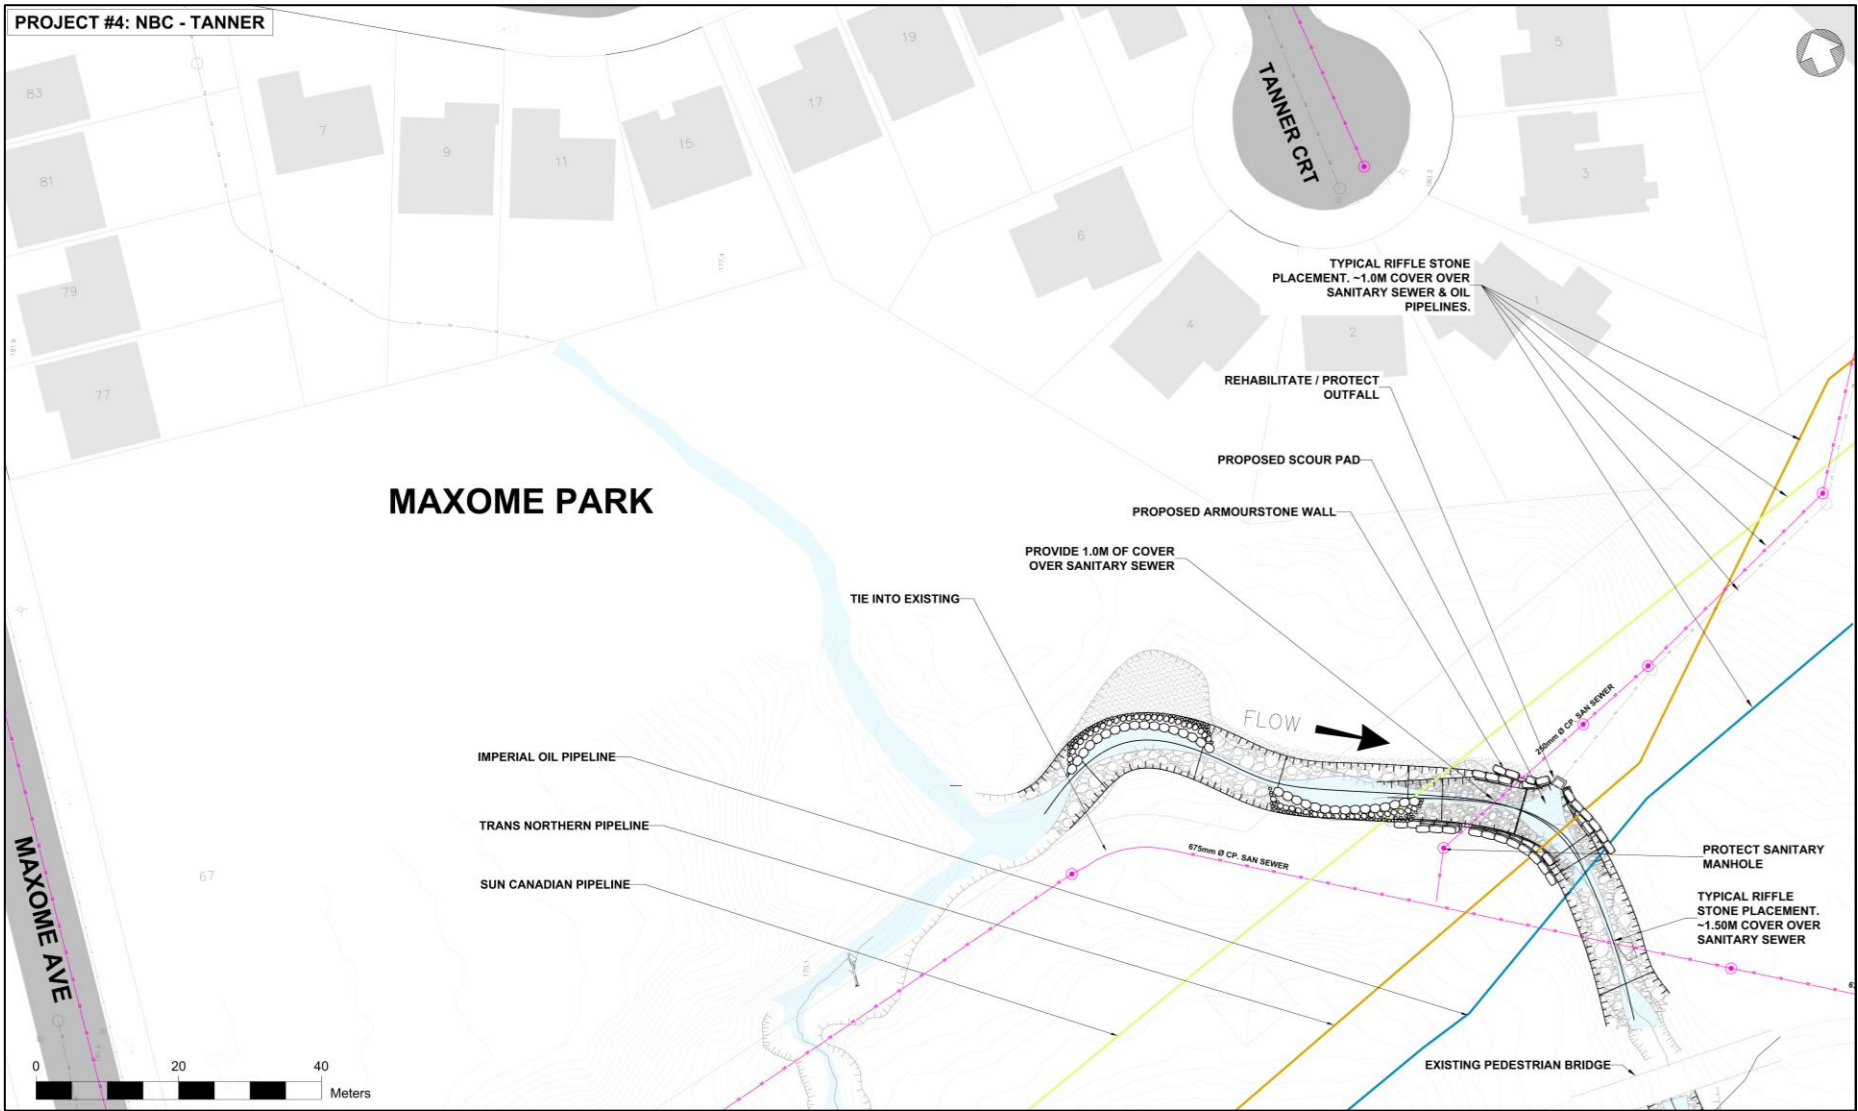 PROJECT #4: NBC - TANNER
83
81
79
77
7
9
11
15
17
19
5
3
1
6
4
2
TANNER CRT
177.4
TYPICAL RIFFLE STONE
PLACEMENT. ~1.0M COVER OVER
SANITARY SEWER & OIL
PIPELINES.
REHABILITATE / PROTECT
OUTFALL
PROPOSED SCOUR PAD
PROPOSED ARMOURSTONE WALL
PROVIDE 1.0M OF COVER
OVER SANITARY SEWER
TIE INTO EXISTING
MAXOME PARK
FLOW
250mm Ø CP. SAN SEWER
675mm Ø CP. SAN SEWER
IMPERIAL OIL PIPELINE
TRANS NORTHERN PIPELINE
SUN CANADIAN PIPELINE
PROTECT SANITARY
MANHOLE
TYPICAL RIFFLE
STONE PLACEMENT.
~1.50M COVER OVER
SANITARY SEWER
EXISTING PEDESTRIAN BRIDGE
67
MAXOME AVE
0 20 40
Meters